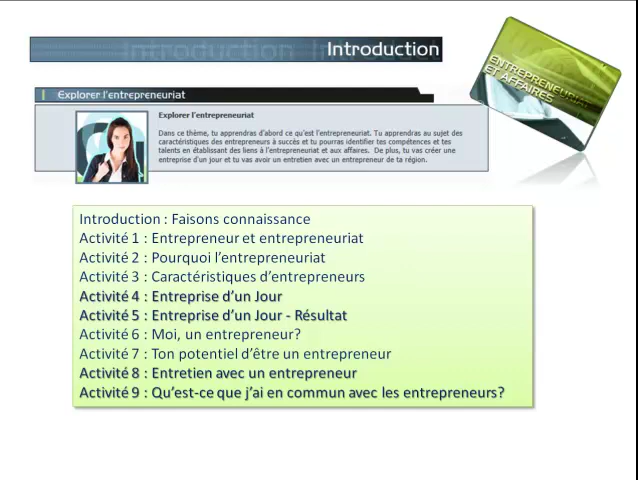 Introduction
ENTREPRENEURIAT
ET AFFAIRES
Explorer l'entrepreneuriat
Explorer l'entrepreneuriat
Dans ce thème, tu apprendras d'abord ce qu'est l'entrepreneuriat. Tu apprendras au sujet des
caractéristiques des entrepreneurs à succès et tu pourras identifier tes compétences et tes
talents en établissant des liens à l'entrepreneuriat et aux affaires. De plus, tu vas créer une
entreprise d'un jour et tu vas avoir un entretien avec un entrepreneur de ta région.
Introduction : Faisons connaissance
Activité 1 : Entrepreneur et entrepreneuriat
Activité 2 : Pourquoi l'entrepreneuriat
Activité 3 : Caractéristiques d'entrepreneurs
Activité 4 : Entreprise d'un Jour
Activité 5 : Entreprise d'un Jour - Résultat
Activité 6 : Moi, un entrepreneur?
Activité 7 : Ton potentiel d'être un entrepreneur
Activité 8 : Entretien avec un entrepreneur
Activité 9 : Qu'est-ce que j'ai en commun avec les entrepreneurs?